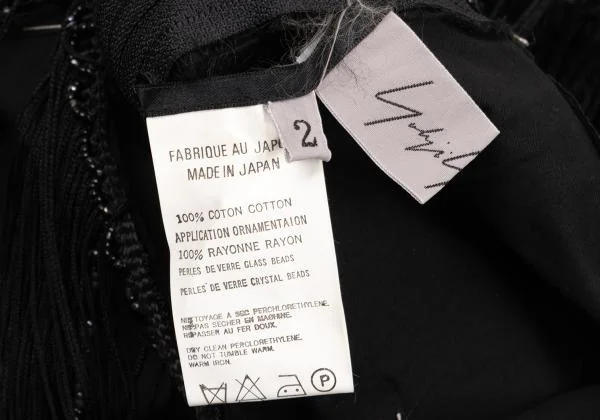 FABRIQUE AU JAP
2
MADE IN JAPAN
100% COTON COTTON
APPLICATION ORNAMENTAION
100% RAYONNE RAYON
PERLES DE VERRE GLASS BEADS
PERLES DE VERRE CRYSTAL BEADS
NETTOYAGE A SEC PERCHLORETHYLENE.
NE PAS SECHER EN MACHINE.
REPASSER AU FER DOUX.
DRY CLEAN PERCLORETHYLENE.
DO NOT TUMBLE WARM.
WARM IRON.
P